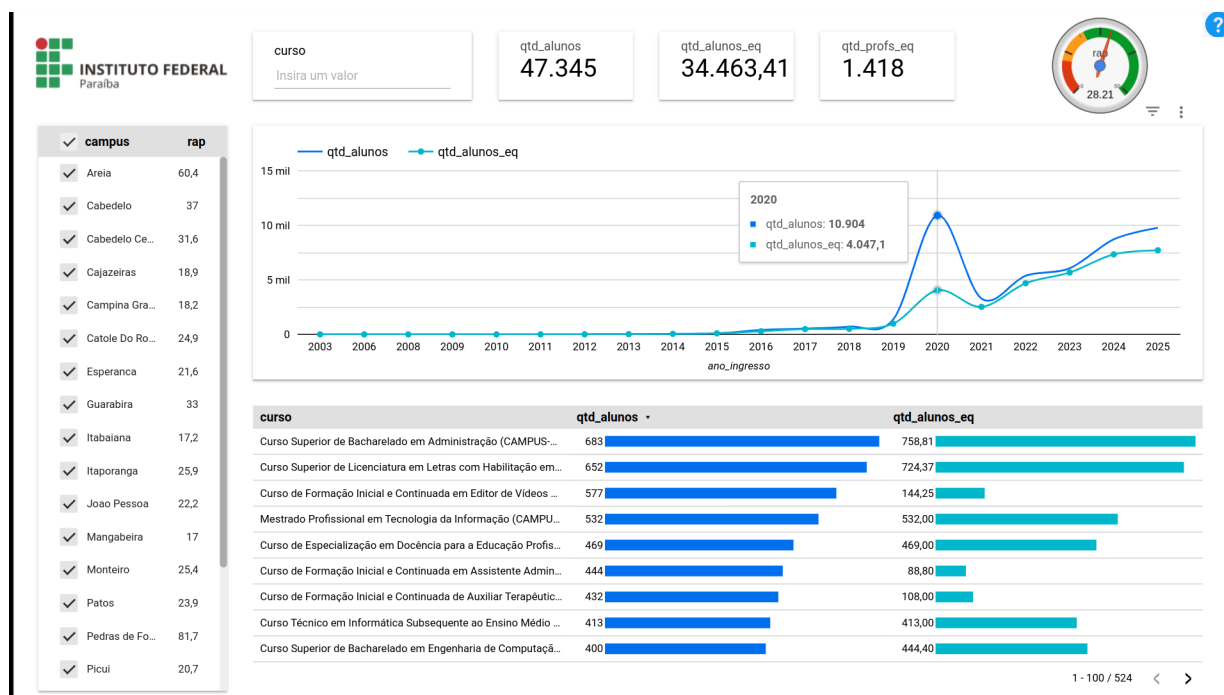 INSTITUTO FEDERAL
Paraíba
curso
Insira um valor
qtd_alunos
47.345
qtd_alunos_eq
34.463,41
qtd_profs_eq
1.418
rap
0
50
28.21
?
campus rap
Areia 60,4
Cabedelo 37
Cabedelo Ce... 31,6
Cajazeiras 18,9
Campina Gra... 18,2
Catole Do Ro... 24,9
Esperanca 21,6
Guarabira 33
Itabaiana 17,2
Itaporanga 25,9
Joao Pessoa 22,2
Mangabeira 17
Monteiro 25,4
Patos 23,9
Pedras de Fo... 81,7
Picui 20,7
qtd_alunos qtd_alunos_eq
15 mil
10 mil
5 mil
0
2020
qtd_alunos: 10.904
qtd_alunos_eq: 4.047,1
2003 2006 2008 2009 2010 2011 2012 2013 2014 2015 2016 2017 2018 2019 2020 2021 2022 2023 2024 2025
ano_ingresso
curso qtd_alunos qtd_alunos_eq
Curso Superior de Bacharelado em Administração (CAMPUS-... 683 758,81
Curso Superior de Licenciatura em Letras com Habilitação em... 652 724,37
Curso de Formação Inicial e Continuada em Editor de Vídeos ... 577 144,25
Mestrado Profissional em Tecnologia da Informação (CAMPU... 532 532,00
Curso de Especialização em Docência para a Educação Profis... 469 469,00
Curso de Formação Inicial e Continuada em Assistente Admin... 444 88,80
Curso de Formação Inicial e Continuada de Auxiliar Terapêutic... 432 108,00
Curso Técnico em Informática Subsequente ao Ensino Médio ... 413 413,00
Curso Superior de Bacharelado em Engenharia de Computaçã... 400 444,40
1 - 100 / 524